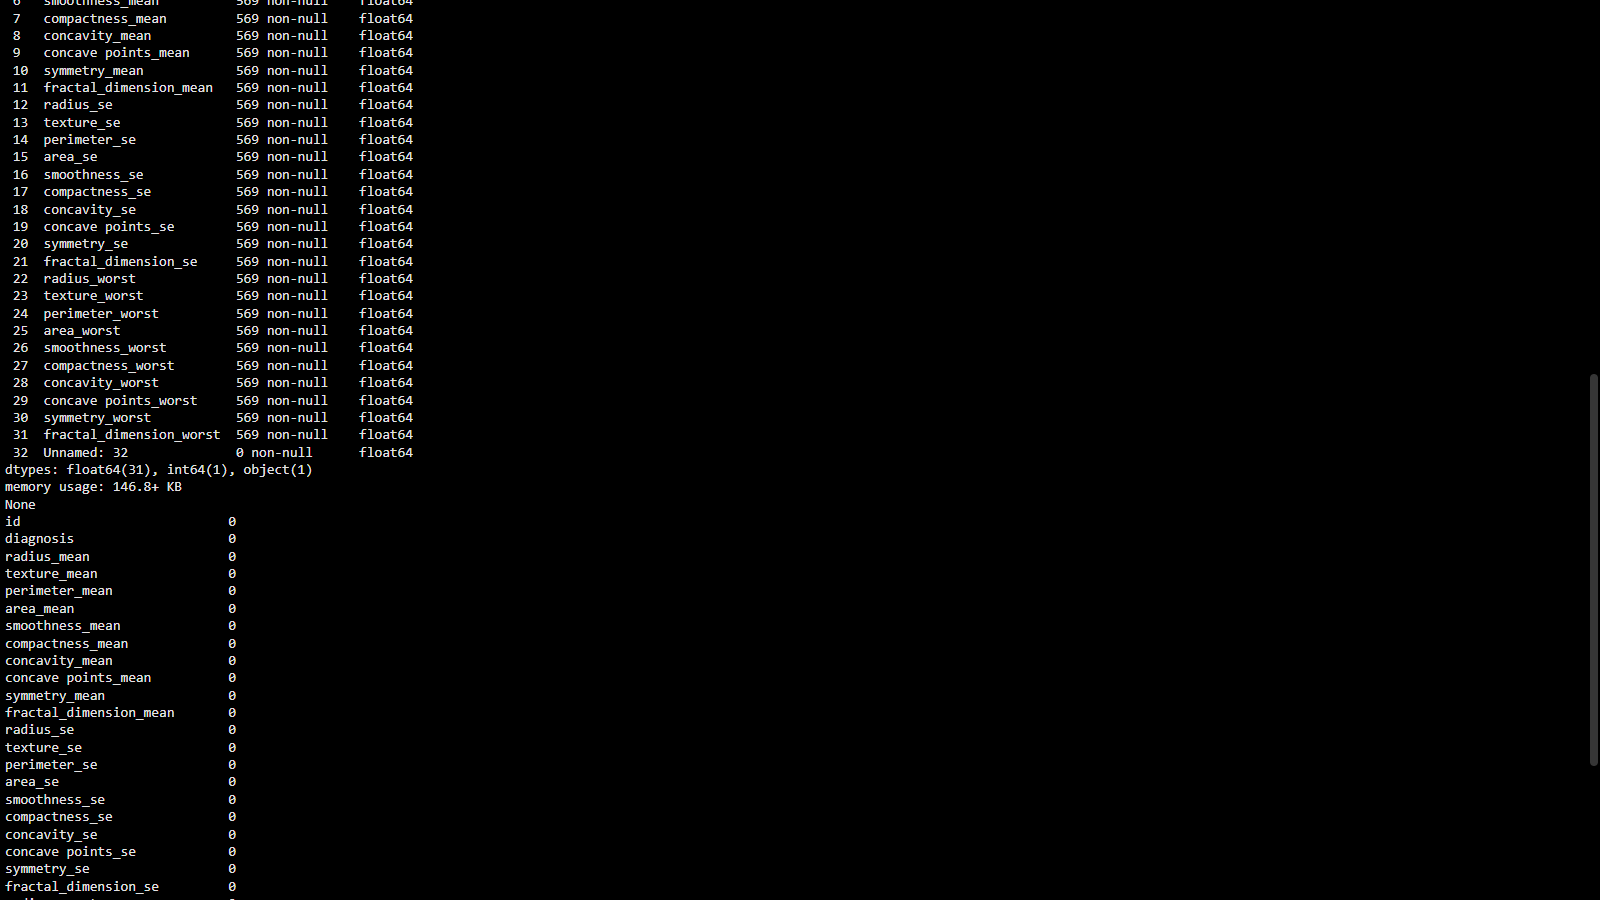 6   smoothness_mean          569 non-null    float64
7   compactness_mean         569 non-null    float64
8   concavity_mean           569 non-null    float64
9   concave points_mean      569 non-null    float64
10  symmetry_mean            569 non-null    float64
11  fractal_dimension_mean   569 non-null    float64
12  radius_se                569 non-null    float64
13  texture_se               569 non-null    float64
14  perimeter_se             569 non-null    float64
15  area_se                  569 non-null    float64
16  smoothness_se            569 non-null    float64
17  compactness_se           569 non-null    float64
18  concavity_se             569 non-null    float64
19  concave points_se        569 non-null    float64
20  symmetry_se              569 non-null    float64
21  fractal_dimension_se     569 non-null    float64
22  radius_worst             569 non-null    float64
23  texture_worst            569 non-null    float64
24  perimeter_worst          569 non-null    float64
25  area_worst               569 non-null    float64
26  smoothness_worst         569 non-null    float64
27  compactness_worst        569 non-null    float64
28  concavity_worst          569 non-null    float64
29  concave points_worst     569 non-null    float64
30  symmetry_worst           569 non-null    float64
31  fractal_dimension_worst  569 non-null    float64
32  Unnamed: 32              0 non-null      float64
dtypes: float64(31), int64(1), object(1)
memory usage: 146.8+ KB
None
id                           0
diagnosis                    0
radius_mean                  0
texture_mean                 0
perimeter_mean               0
area_mean                    0
smoothness_mean              0
compactness_mean             0
concavity_mean               0
concave points_mean          0
symmetry_mean                0
fractal_dimension_mean       0
radius_se                    0
texture_se                   0
perimeter_se                 0
area_se                      0
smoothness_se                0
compactness_se               0
concavity_se                 0
concave points_se            0
symmetry_se                  0
fractal_dimension_se         0